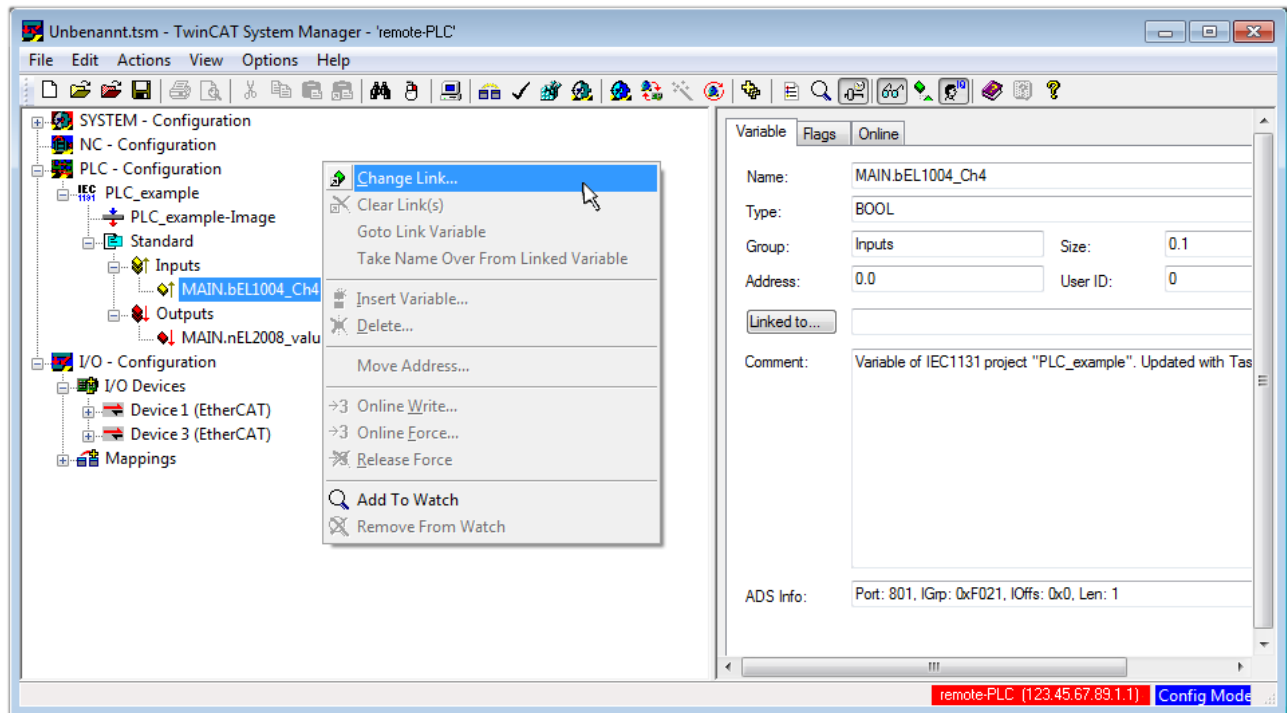 Unbenannt.tsm - TwinCAT System Manager - 'remote-PLC'
File Edit Actions View Options Help
SYSTEM - Configuration
NC - Configuration
PLC - Configuration
IEC 1131 PLC_example
PLC_example-Image
Standard
Inputs
MAIN.bEL1004_Ch4
Outputs
MAIN.nEL2008_valu
I/O - Configuration
I/O Devices
Device 1 (EtherCAT)
Device 3 (EtherCAT)
Mappings
Change Link...
Clear Link(s)
Goto Link Variable
Take Name Over From Linked Variable
Insert Variable...
Delete...
Move Address...
→3 Online Write...
→3 Online Force...
Release Force
Add To Watch
Remove From Watch
Variable Flags Online
Name: MAIN.bEL1004_Ch4
Type: BOOL
Group: Inputs Size: 0.1
Address: 0.0 User ID: 0
Linked to...
Comment: Variable of IEC1131 project "PLC_example". Updated with Tas
ADS Info: Port: 801, IGrp: 0xF021, IOffs: 0x0, Len: 1
remote-PLC (123.45.67.89.1.1) Config Mode